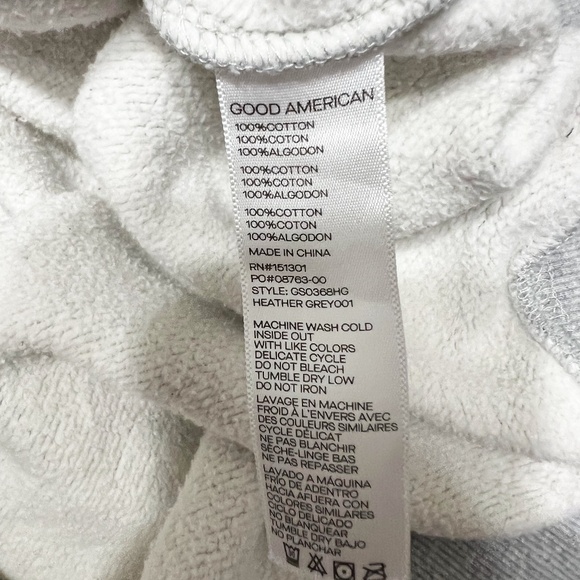 GOOD AMERICAN
100%COTTON
100%COTON
100%ALGODON
100%COTTON
100%COTON
100%ALGODON
100%COTTON
100%COTON
100%ALGODON
MADE IN CHINA
RN#151301
PO#08763-00
STYLE: GS0368HG
HEATHER GREY001
MACHINE WASH COLD
INSIDE OUT
WITH LIKE COLORS
DELICATE CYCLE
DO NOT BLEACH
TUMBLE DRY LOW
DO NOT IRON
LAVAGE EN MACHINE
FROID À L'ENVERS AVEC
DES COULEURS SIMILAIRES
CYCLE DÉLICAT
NE PAS BLANCHIR
SÈCHE-LINGE BAS
NE PAS REPASSER
LAVADO A MÁQUINA
FRÍO DE ADENTRO
HACIA AFUERA CON
COLORES SIMILARES
CICLO DELICADO
NO BLANQUEAR
TUMBLE DRY BAJO
NO PLANCHAR